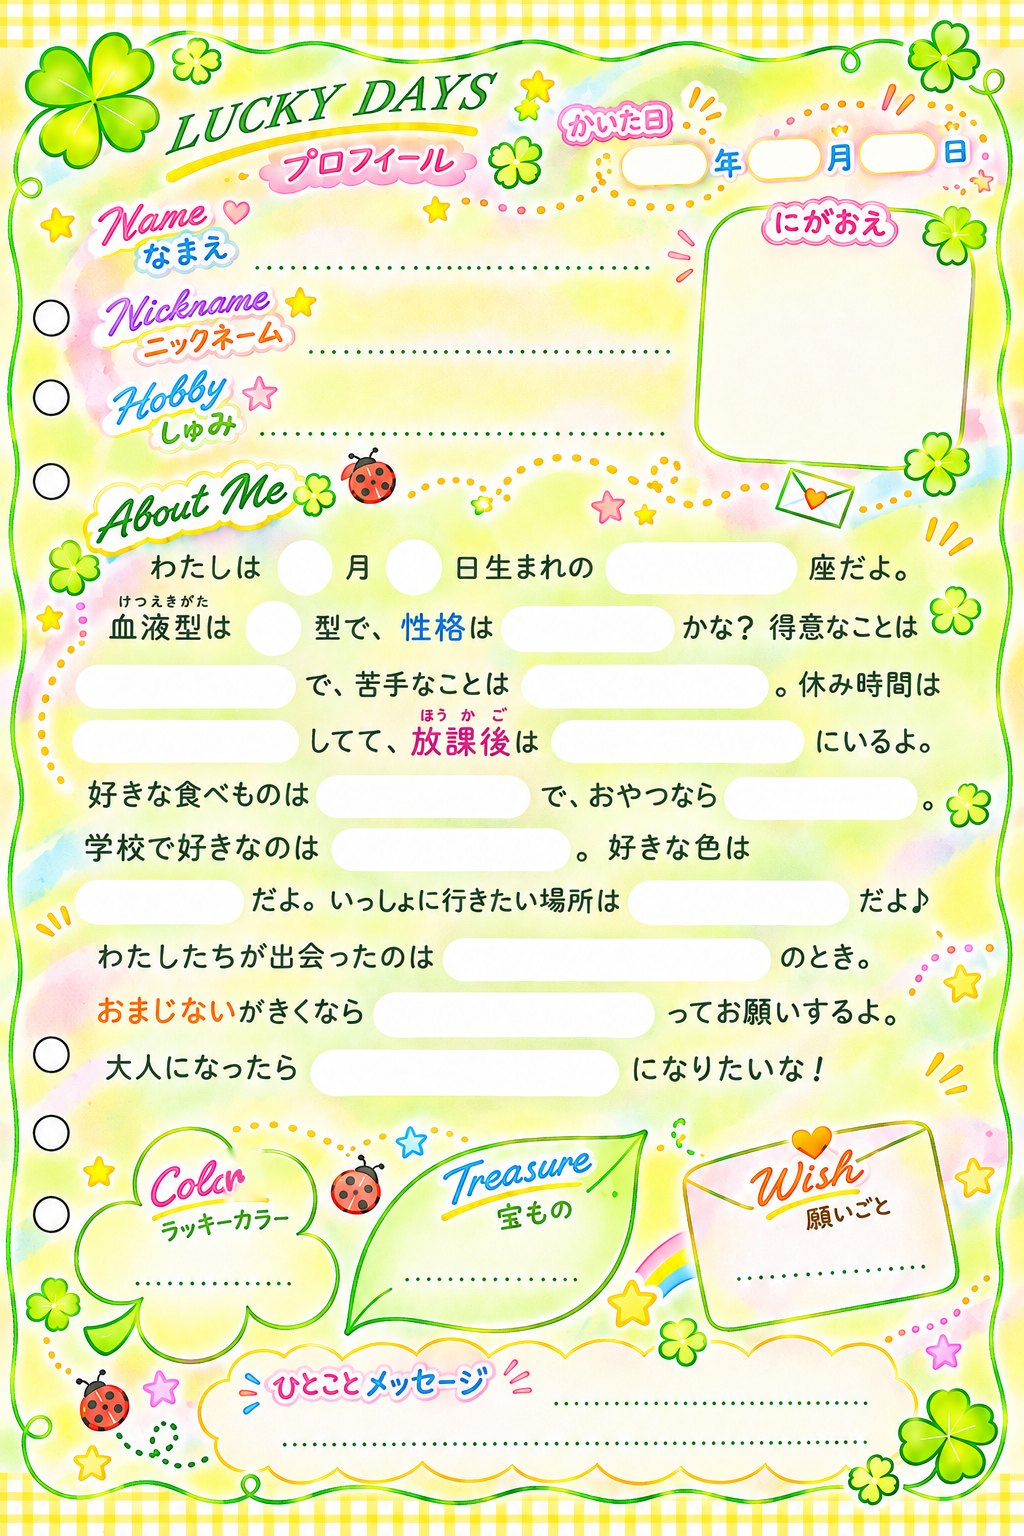 LUCKY DAYS
プロフィール
かいた日
年 月 日
Name
なまえ
にがおえ
Nickname
ニックネーム
Hobby
しゅみ
About Me
わたしは 月 日生まれの 座だよ。
けつえきがた
血液型は 型で、性格は かな? 得意なことは
で、苦手なことは 。休み時間は
ほうかご
してて、放課後は にいるよ。
好きな食べものは で、おやつなら 。
学校で好きなのは 。好きな色は
だよ。いっしょに行きたい場所は だよ♪
わたしたちが出会ったのは のとき。
おまじないがきくなら ってお願いするよ。
大人になったら になりたいな!
Color
ラッキーカラー
Treasure
宝もの
Wish
願いごと
ひとことメッセージ